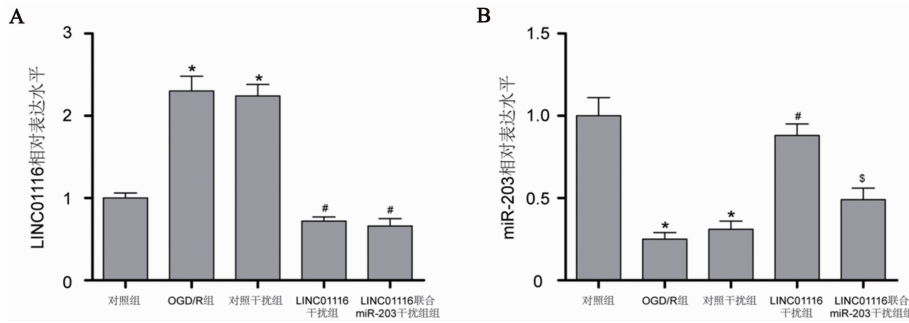 A
LINC01116相对表达水平
3
2
1
0
*
*
#
#
对照组
OGD/R组
对照干扰组
LINC01116
干扰组
LINC01116联合
miR-203干扰组组
B
miR-203相对表达水平
1.5
1.0
0.5
0
*
*
#
$
对照组
OGD/R组
对照干扰组
LINC01116
干扰组
LINC01116联合
miR-203干扰组组